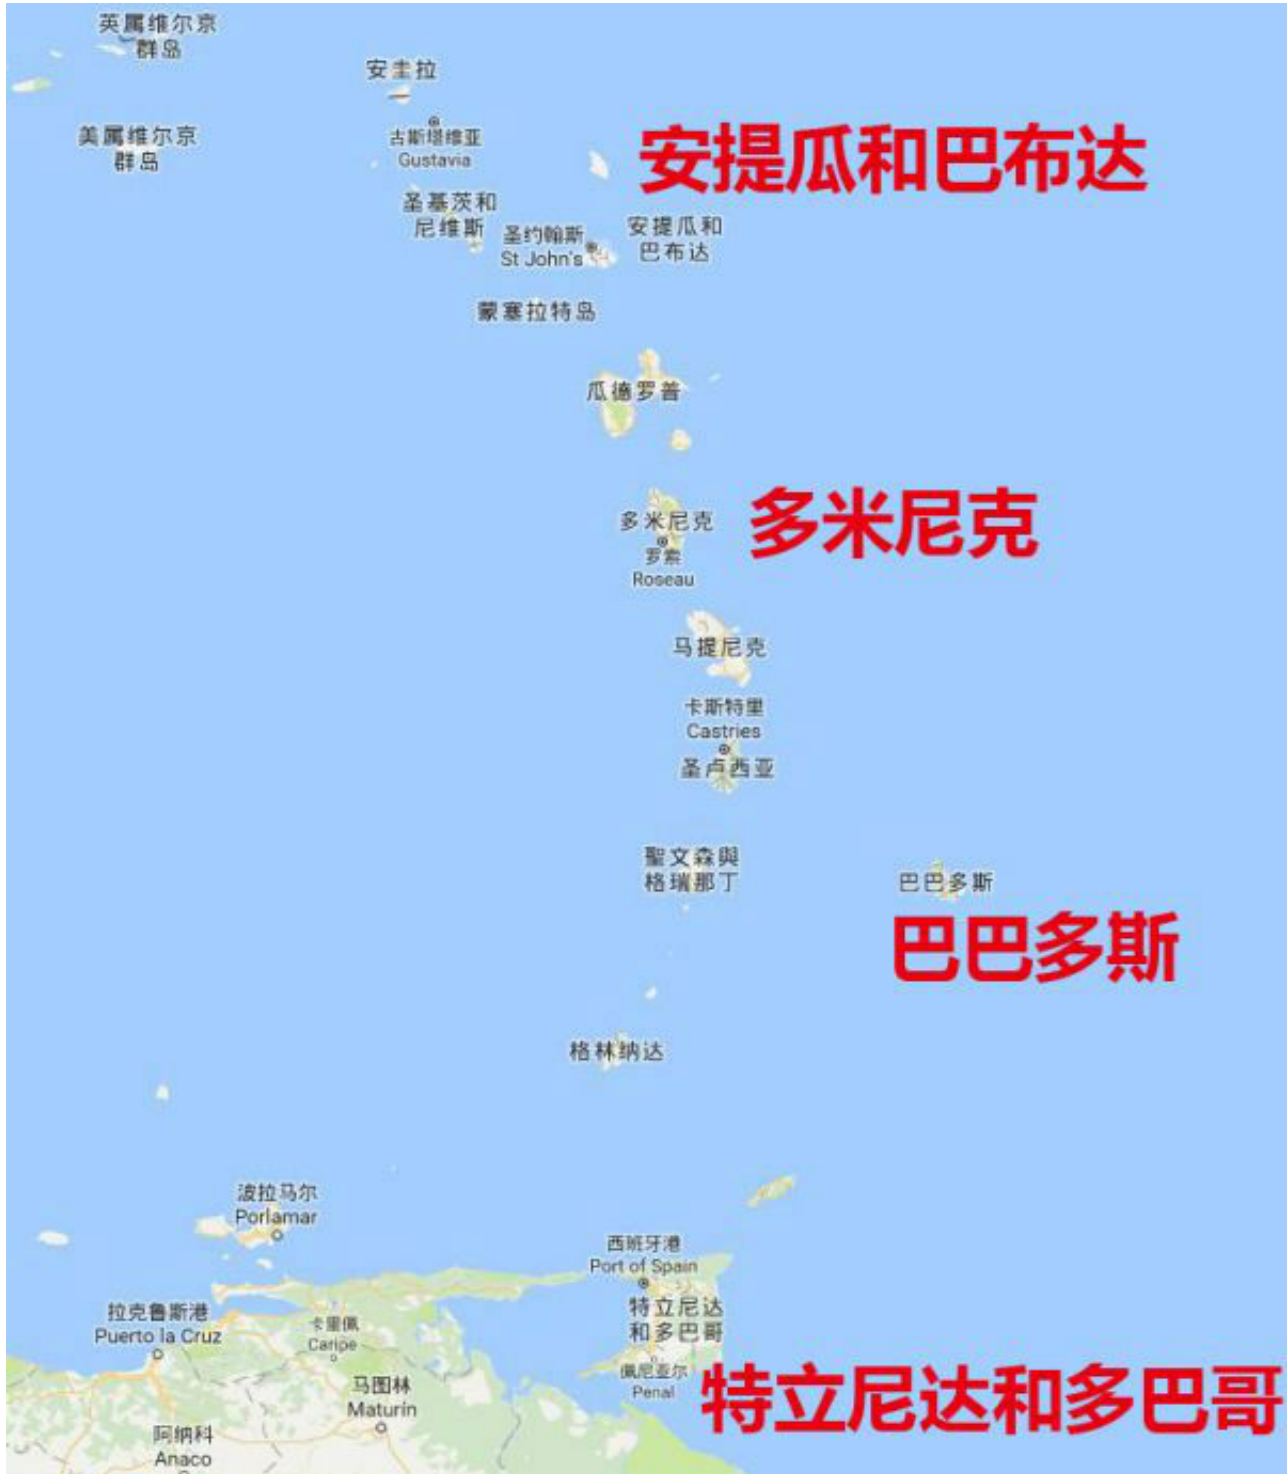 英属维尔京
群岛
安圭拉
美属维尔京
群岛
古斯塔维亚
Gustavia
安提瓜和巴布达
圣基茨和
尼维斯
圣约翰斯
St John's
安提瓜和
巴布达
蒙塞拉特岛
瓜德罗普
多米尼克
多米尼克
罗索
Roseau
马提尼克
卡斯特里
Castries
圣卢西亚
聖文森與
格瑞那丁
巴巴多斯
巴巴多斯
格林纳达
波拉马尔
Porlamar
西班牙港
Port of Spain
拉克鲁斯港
Puerto la Cruz
卡里佩
Caripe
特立尼达
和多巴哥
佩尼亚尔
Penal
特立尼达和多巴哥
马图林
Maturín
阿纳科
Anaco